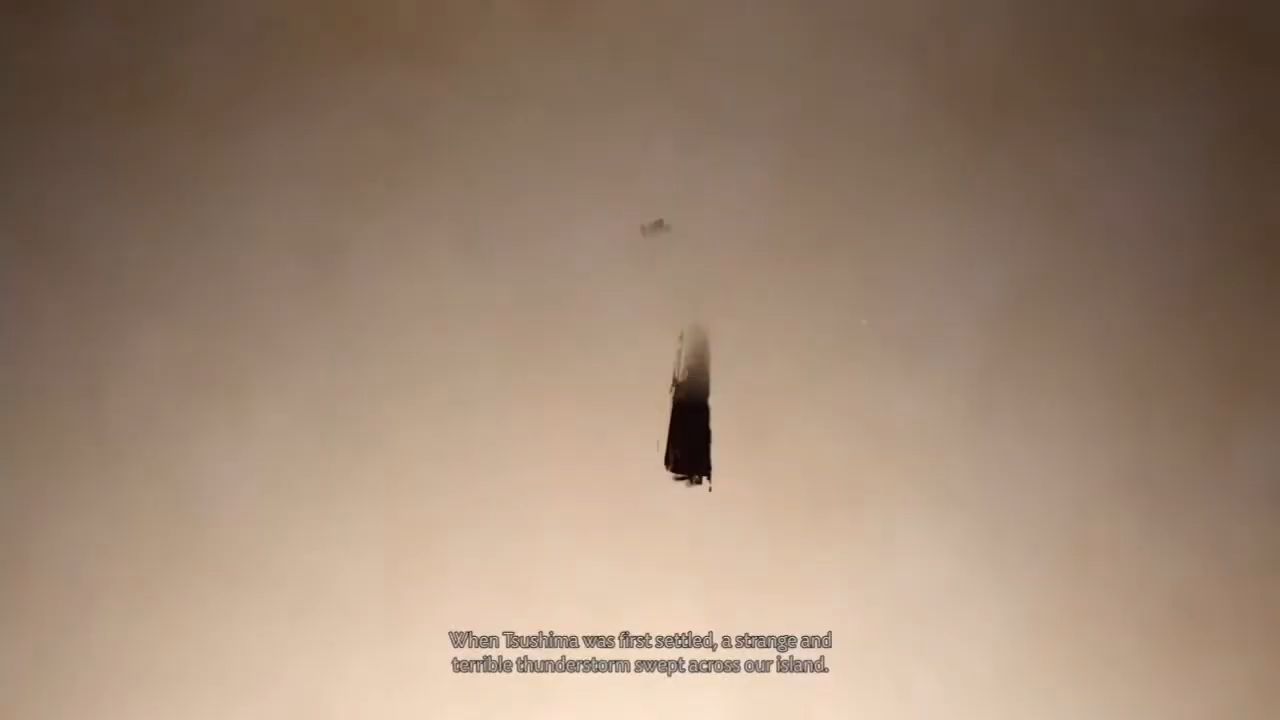 When Tsushima was first settled, a strange and
terrible thunderstorm swept across our island.